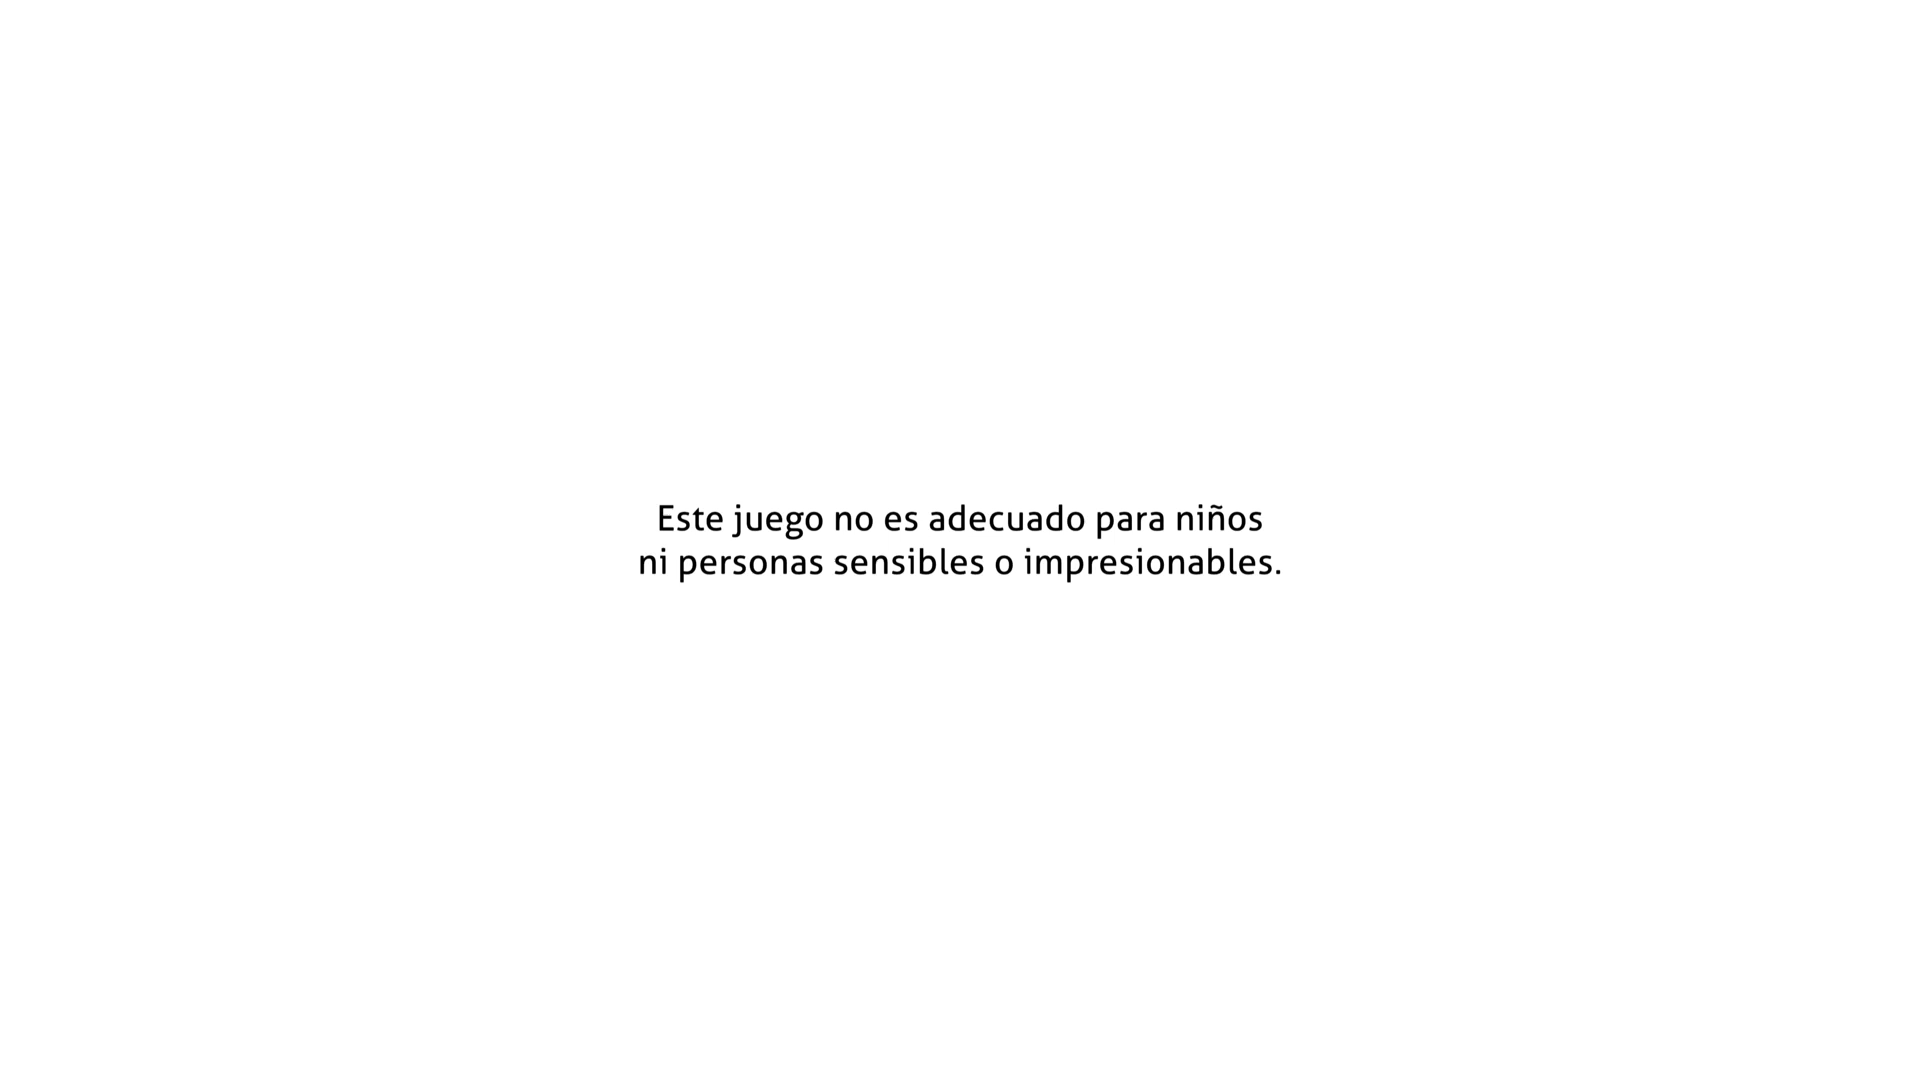 Este juego no es adecuado para niños
ni personas sensibles o impresionables.